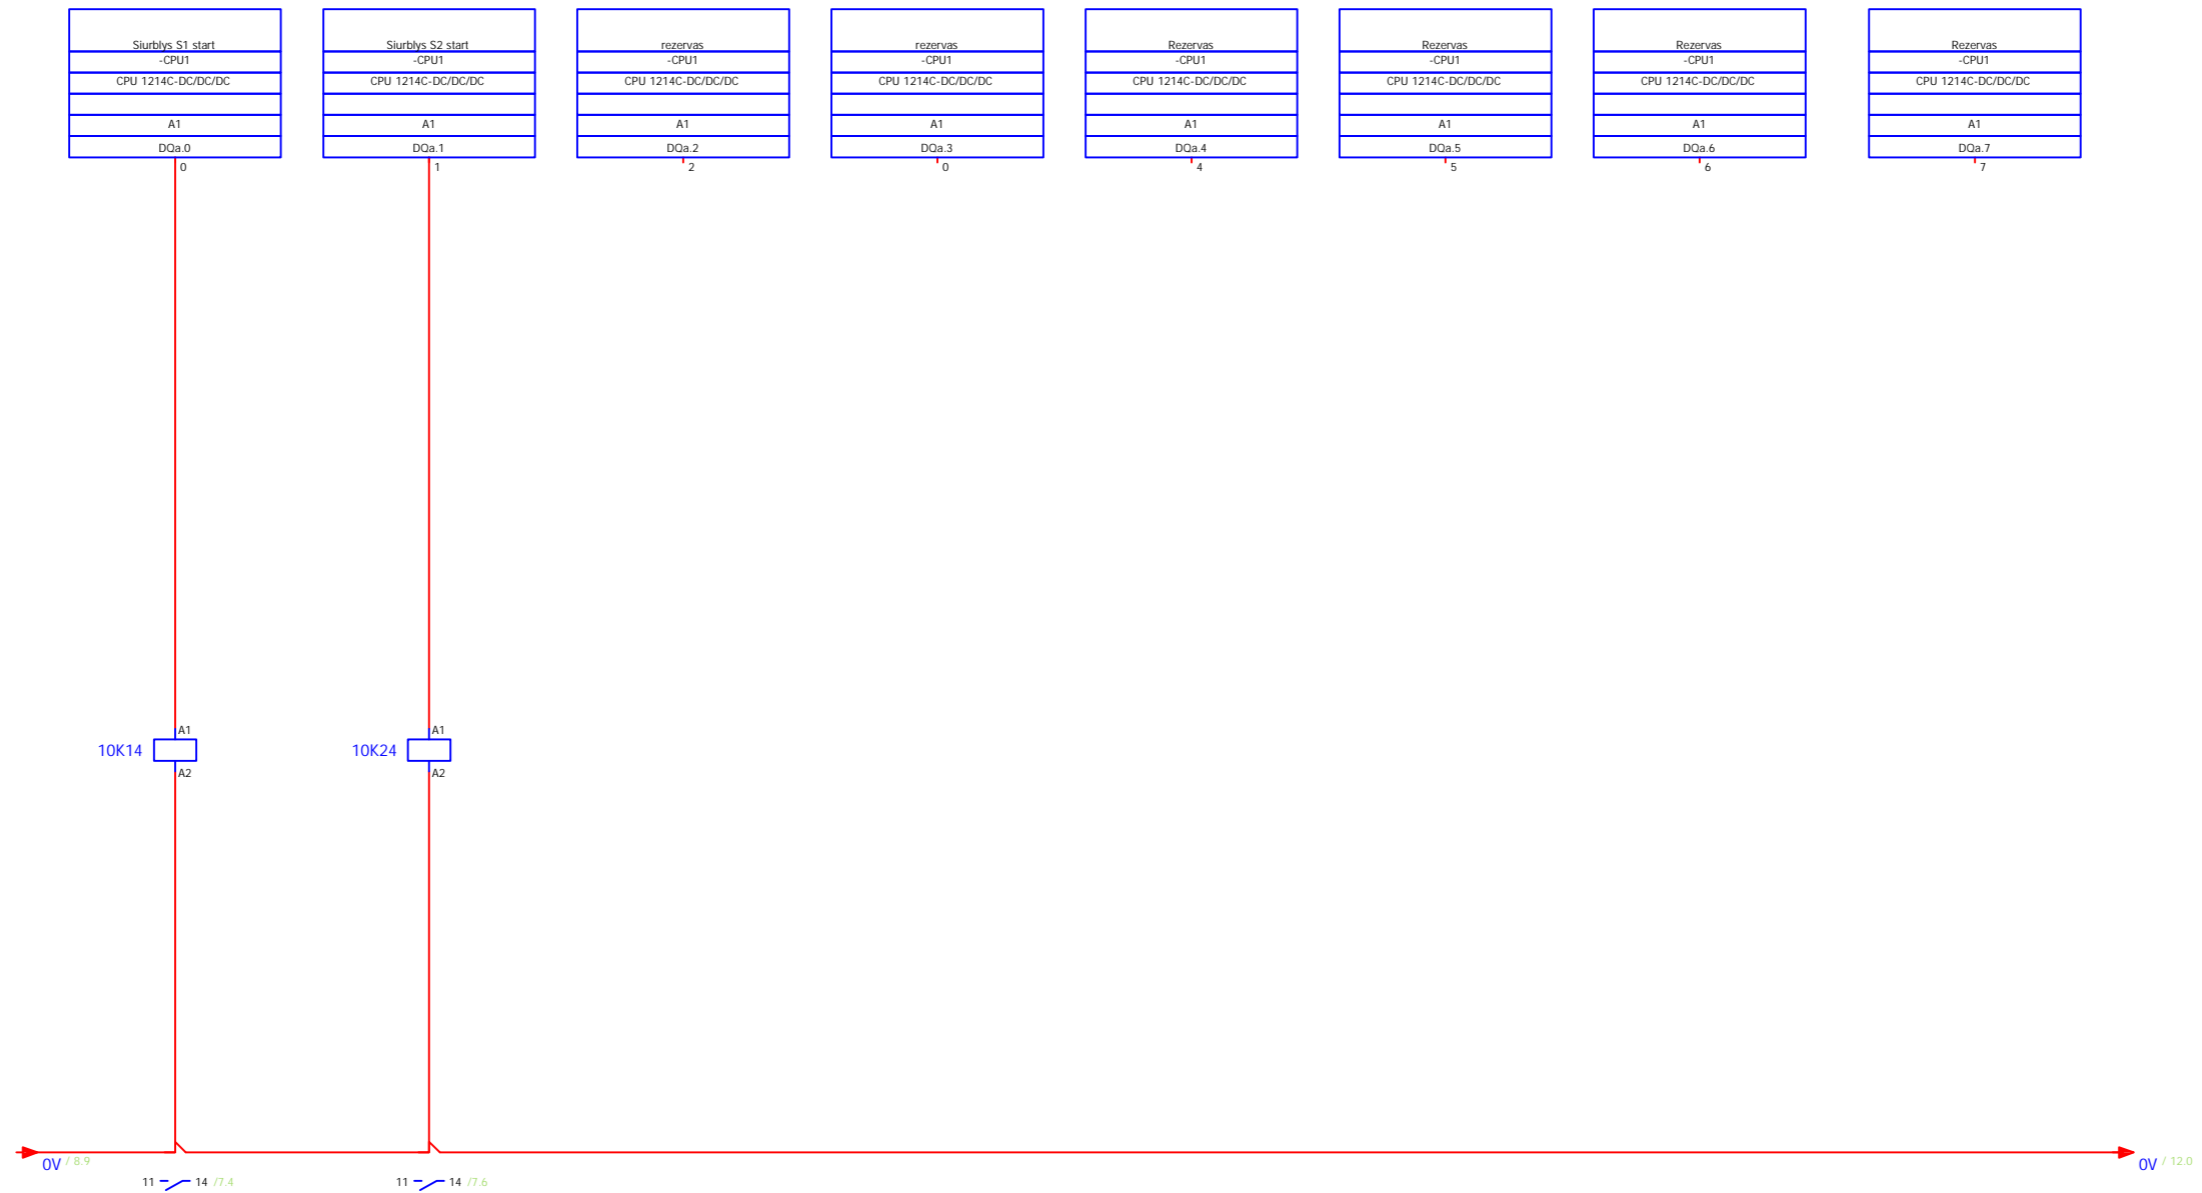 Siurblys S1 start
-CPU1
CPU 1214C-DC/DC/DC
A1
DQa.0
0
Siurblys S2 start
-CPU1
CPU 1214C-DC/DC/DC
A1
DQa.1
1
rezervas
-CPU1
CPU 1214C-DC/DC/DC
A1
DQa.2
2
rezervas
-CPU1
CPU 1214C-DC/DC/DC
A1
DQa.3
0
Rezervas
-CPU1
CPU 1214C-DC/DC/DC
A1
DQa.4
4
Rezervas
-CPU1
CPU 1214C-DC/DC/DC
A1
DQa.5
5
Rezervas
-CPU1
CPU 1214C-DC/DC/DC
A1
DQa.6
6
Rezervas
-CPU1
CPU 1214C-DC/DC/DC
A1
DQa.7
7
A1
10K14
A2
A1
10K24
A2
0V / 8.9
0V / 12.0
11 14 /7.4
11 14 /7.6